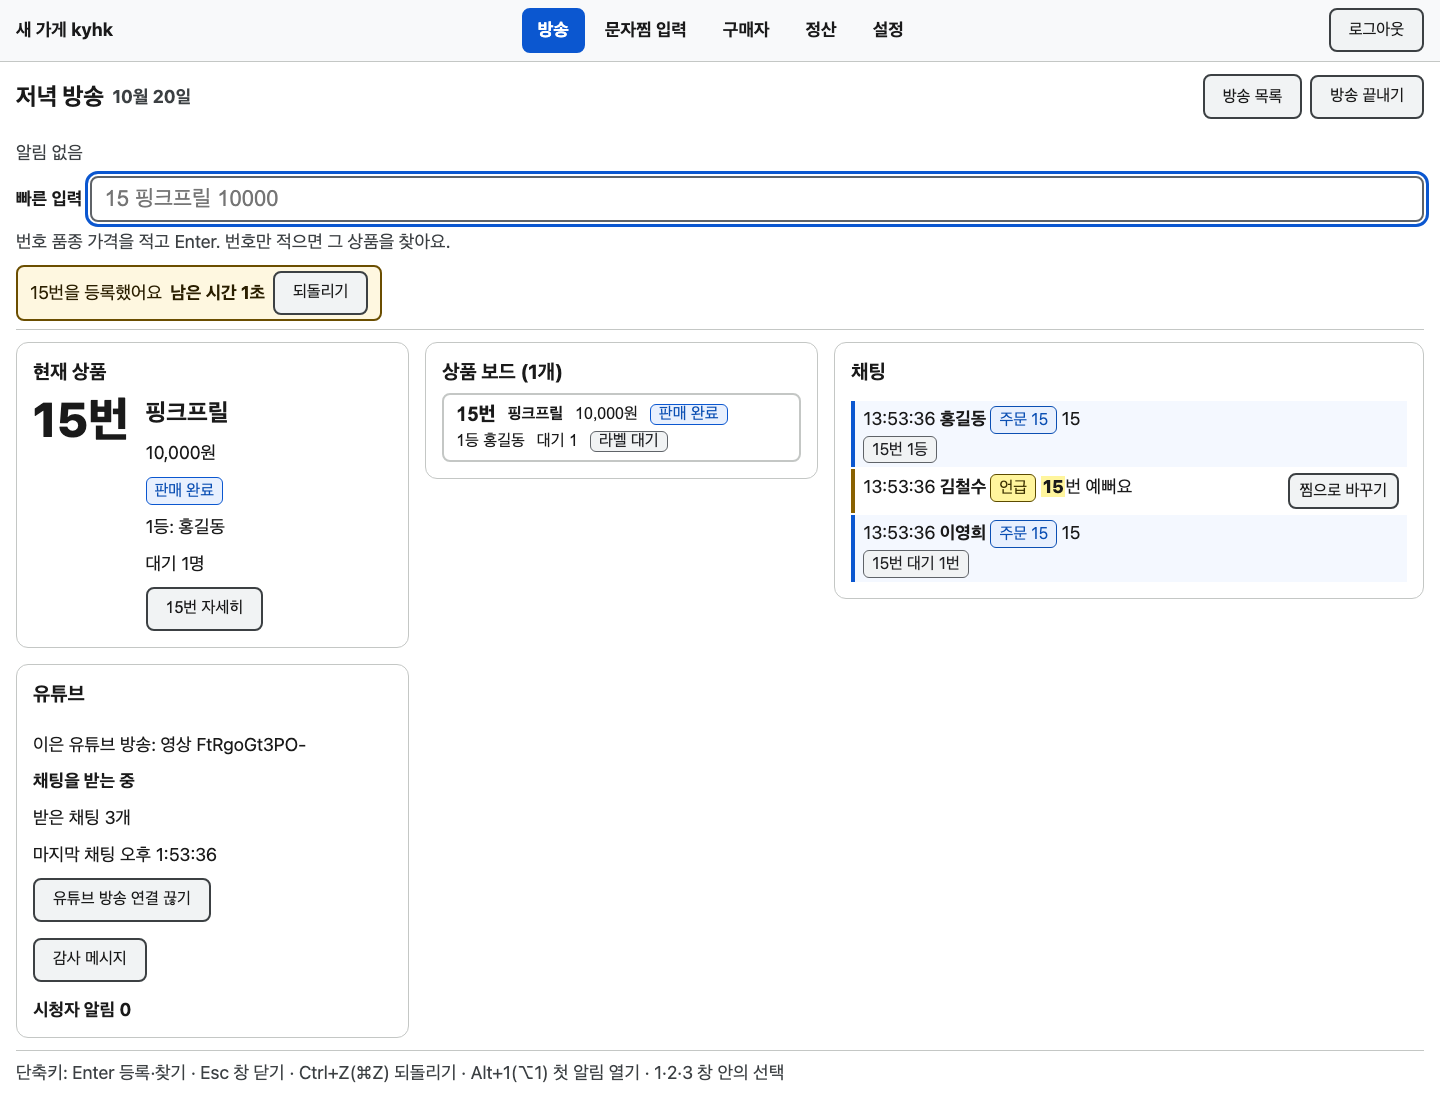 새 가게 kyhk
방송 문자찜 입력 구매자 정산 설정
로그아웃
저녁 방송 10월 20일
방송 목록 방송 끝내기
알림 없음
빠른 입력 15 핑크프릴 10000
번호 품종 가격을 적고 Enter. 번호만 적으면 그 상품을 찾아요.
15번을 등록했어요 남은 시간 1초 되돌리기
현재 상품
15번 핑크프릴
10,000원
판매 완료
1등: 홍길동
대기 1명
15번 자세히
상품 보드 (1개)
15번 핑크프릴 10,000원 판매 완료
1등 홍길동 대기 1 라벨 대기
채팅
13:53:36 홍길동 주문 15 15
15번 1등
13:53:36 김철수 언급 15번 예뻐요 찜으로 바꾸기
13:53:36 이영희 주문 15 15
15번 대기 1번
유튜브
이은 유튜브 방송: 영상 FtRgoGt3PO-
채팅을 받는 중
받은 채팅 3개
마지막 채팅 오후 1:53:36
유튜브 방송 연결 끊기
감사 메시지
시청자 알림 0
단축키: Enter 등록·찾기 · Esc 창 닫기 · Ctrl+Z(⌘Z) 되돌리기 · Alt+1(⌥1) 첫 알림 열기 · 1·2·3 창 안의 선택